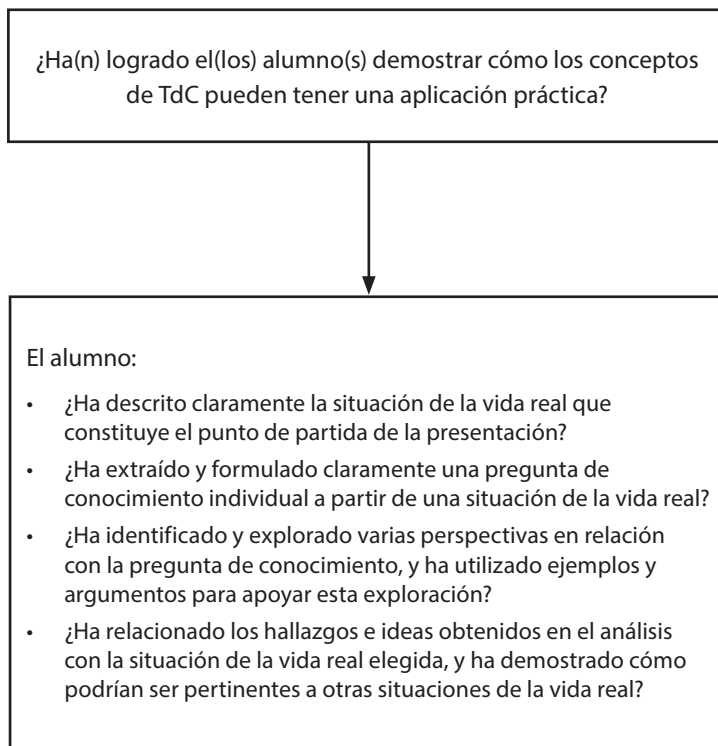 ¿Ha(n) logrado el(los) alumno(s) demostrar cómo los conceptos
de TdC pueden tener una aplicación práctica?
El alumno:
• ¿Ha descrito claramente la situación de la vida real que
constituye el punto de partida de la presentación?
• ¿Ha extraído y formulado claramente una pregunta de
conocimiento individual a partir de una situación de la vida real?
• ¿Ha identificado y explorado varias perspectivas en relación
con la pregunta de conocimiento, y ha utilizado ejemplos y
argumentos para apoyar esta exploración?
• ¿Ha relacionado los hallazgos e ideas obtenidos en el análisis
con la situación de la vida real elegida, y ha demostrado cómo
podrían ser pertinentes a otras situaciones de la vida real?